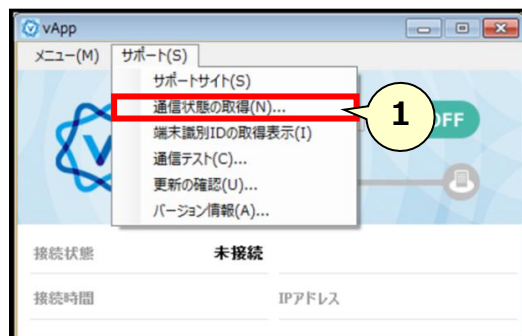 vApp
メニュー(M) サポート(S)
サポートサイト(S)
通信状態の取得(N)...
1
OFF
端末識別IDの取得表示(I)
通信テスト(C)...
更新の確認(U)...
バージョン情報(A)...
接続状態 未接続
接続時間 IPアドレス